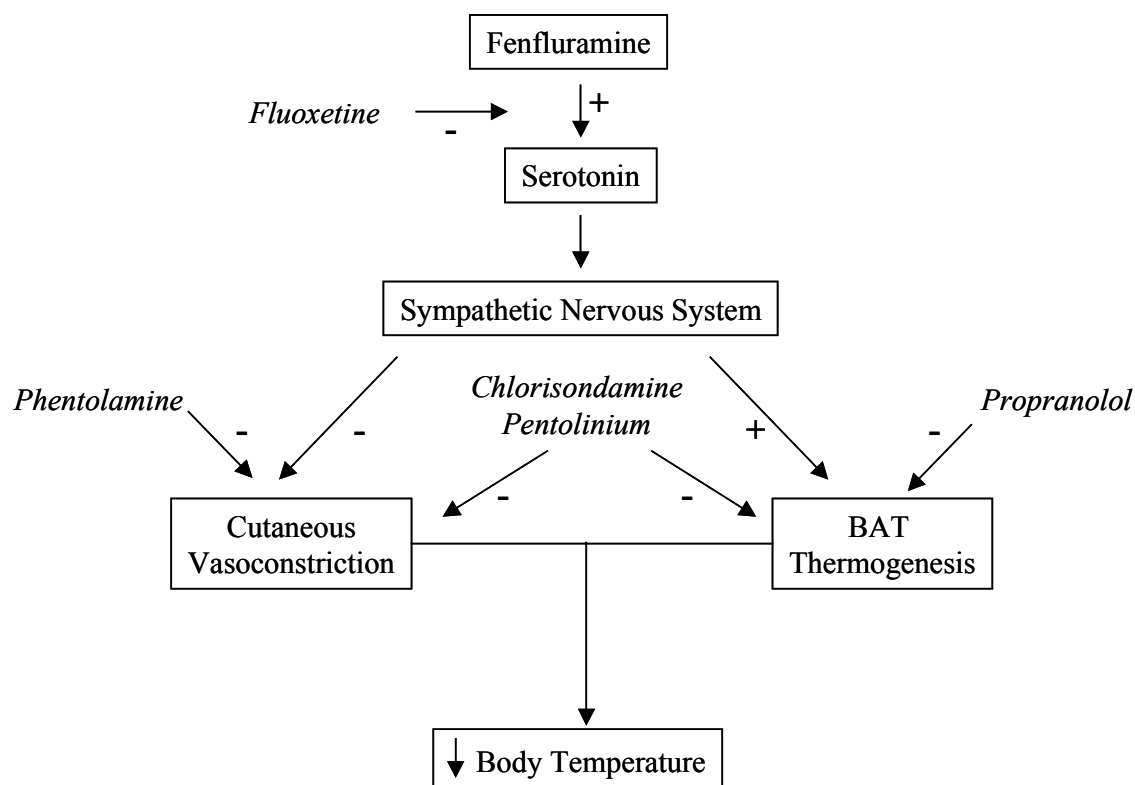 Fenfluramine
Fluoxetine
+
-
Serotonin
Sympathetic Nervous System
Phentolamine
Chlorisondamine
Pentolinium
Propranolol
-
-
+
-
-
-
Cutaneous
Vasoconstriction
BAT
Thermogenesis
Body Temperature